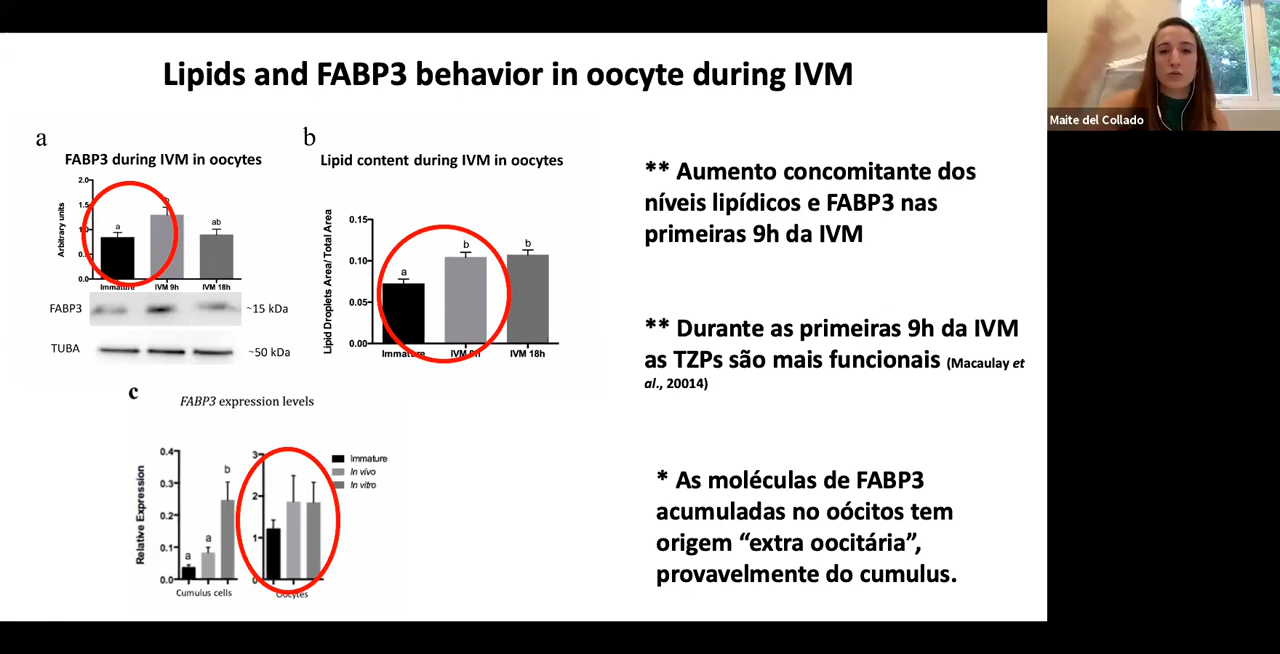 Lipids and FABP3 behavior in oocyte during IVM
Maite del Collado
a
FABP3 during IVM in oocytes
Arbitrary units
2.0
1.5
1.0
0.5
0.0
a
b
ab
Immature IVM 9h IVM 18h
FABP3 ~15 kDa
TUBA ~50 kDa
b
Lipid content during IVM in oocytes
Lipid Droplets Area/ Total Area
0.15
0.10
0.05
0.00
a
b
b
Immature IVM 9h IVM 18h
c
FABP3 expression levels
Relative Expression
0.4
0.3
0.2
0.1
0.0
a
a
b
Cumulus cells
3
2
1
0
Oocytes
Immature
In vivo
In vitro
** Aumento concomitante dos
níveis lipídicos e FABP3 nas
primeiras 9h da IVM
** Durante as primeiras 9h da IVM
as TZPs são mais funcionais (Macaulay et
al., 20014)
* As moléculas de FABP3
acumuladas no oócitos tem
origem “extra oocitária”,
provavelmente do cumulus.